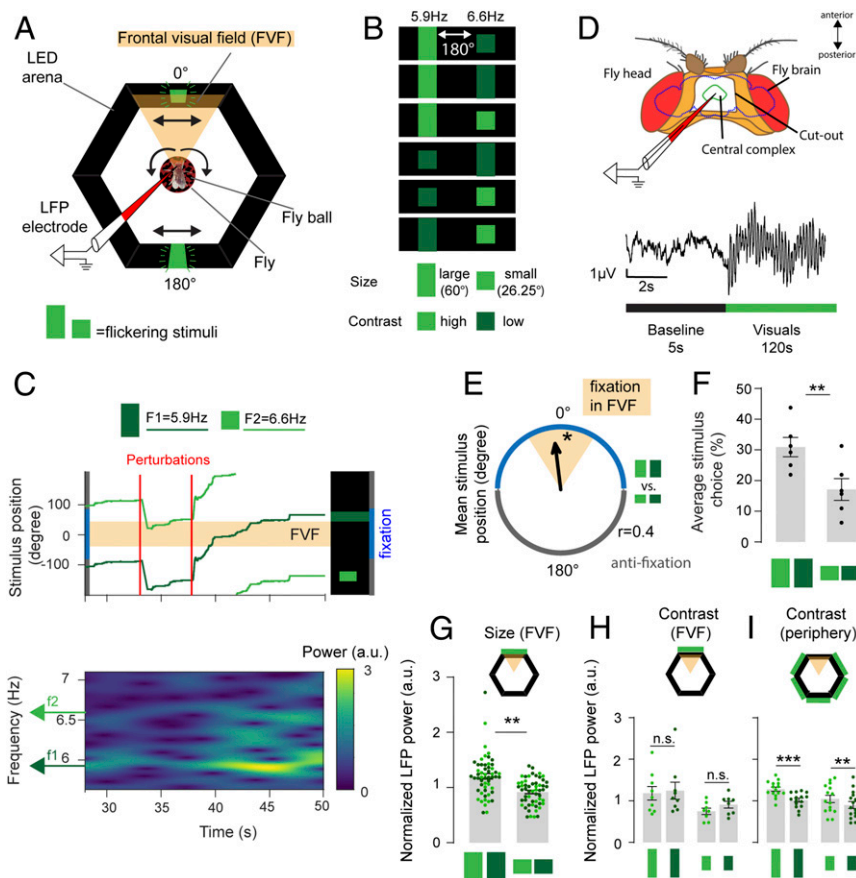 A
Frontal visual field (FVF)
LED
arena
0°
LFP
electrode
Fly ball
Fly
180°
=flickering stimuli
B
5.9Hz
6.6Hz
180°
Size
large
(60°)
small
(26.25°)
Contrast
high
low
D
anterior
posterior
Fly head
Fly brain
Cut-out
Central complex
1μV
2s
Baseline
5s
Visuals
120s
C
F1=5.9Hz
F2=6.6Hz
Perturbations
Stimulus position
(degree)
100
0
-100
FVF
fixation
Power (a.u.)
3
0
Frequency (Hz)
7
f2
6.5
f1
6
30
35
40
45
50
Time (s)
E
fixation
in FVF
0°
*
Mean stimulus
position (degree)
vs.
r=0.4
180°
anti-fixation
F
Average stimulus
choice (%)
50
40
30
20
10
0
**
G
Size (FVF)
Normalized LFP power (a.u.)
4
3
2
1
0
**
H
Contrast
(FVF)
Normalized LFP power (a.u.)
3
2
1
0
n.s.
n.s.
I
Contrast
(periphery)
3
2
1
0
***
**